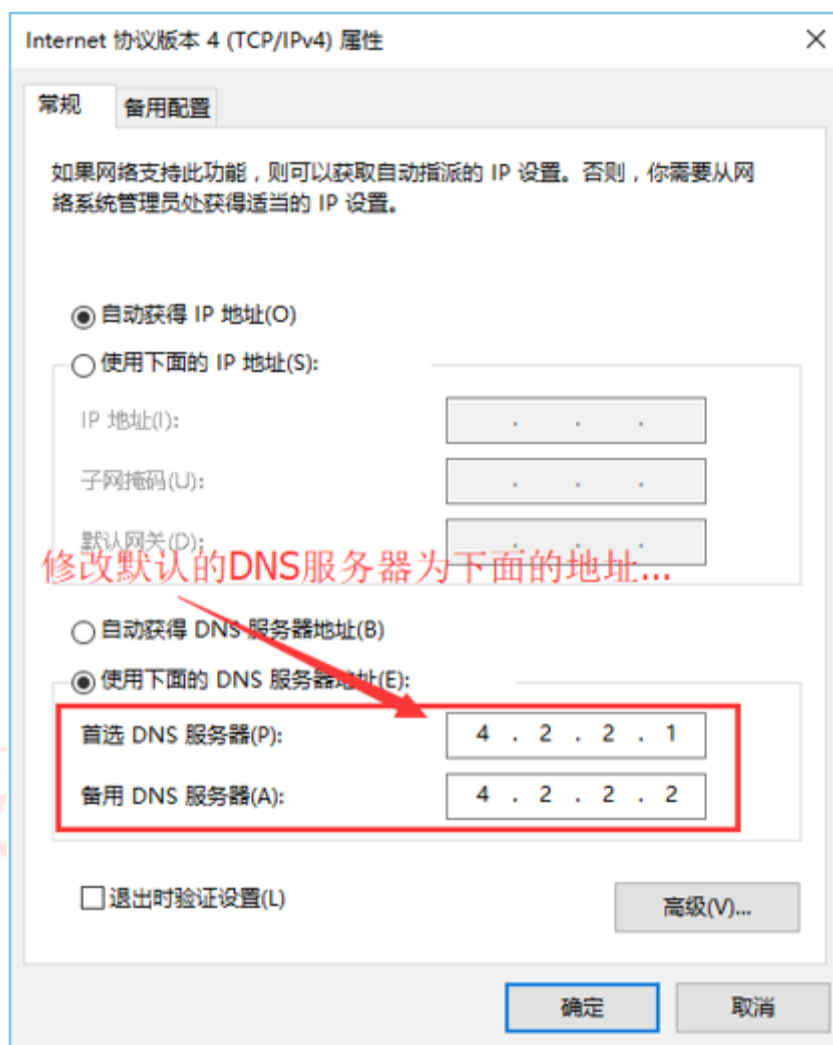 Internet 协议版本 4 (TCP/IPv4) 属性
常规
备用配置
如果网络支持此功能，则可以获取自动指派的 IP 设置。否则，你需要从网
络系统管理员处获得适当的 IP 设置。
自动获得 IP 地址(O)
使用下面的 IP 地址(S):
IP 地址(I):
子网掩码(U):
默认网关(D):
修改默认的DNS服务器为下面的地址...
自动获得 DNS 服务器地址(B)
使用下面的 DNS 服务器地址(E):
首选 DNS 服务器(P): 4 . 2 . 2 . 1
备用 DNS 服务器(A): 4 . 2 . 2 . 2
退出时验证设置(L)
高级(V)...
确定
取消